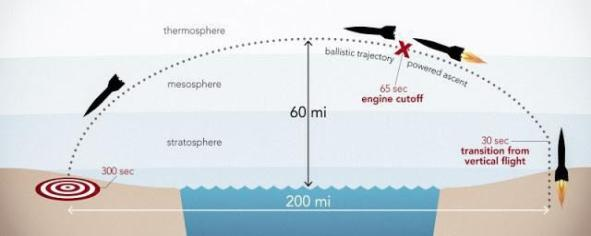 thermosphere
ballistic trajectory
powered ascent
mesosphere
65 sec
engine cutoff
60 mi
stratosphere
30 sec
transition from
vertical flight
300 sec
200 mi